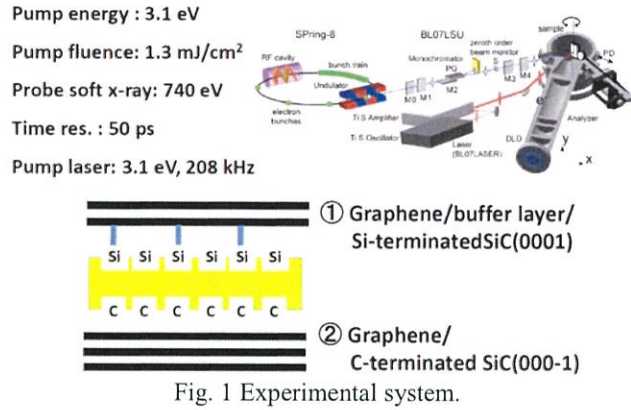 Pump energy : 3.1 eV
Pump fluence: 1.3 mJ/cm²
Probe soft x-ray: 740 eV
Time res. : 50 ps
Pump laser: 3.1 eV, 208 kHz
SPring-8
BL07LSU
RF cavity
bunch train
Undulator
electron bunches
Monochromator
PG
zeroth order
beam monitor
S
M0
M1
M2
M3
M4
sample
PD
e
Analyzer
DLD
y
x
Ti:S Amplifier
Ti:S Oscillator
Laser
(BL07LASER)
① Graphene/buffer layer/
Si-terminatedSiC(0001)
Si Si Si Si Si Si
C C C C C C
② Graphene/
C-terminated SiC(000-1)
Fig. 1 Experimental system.